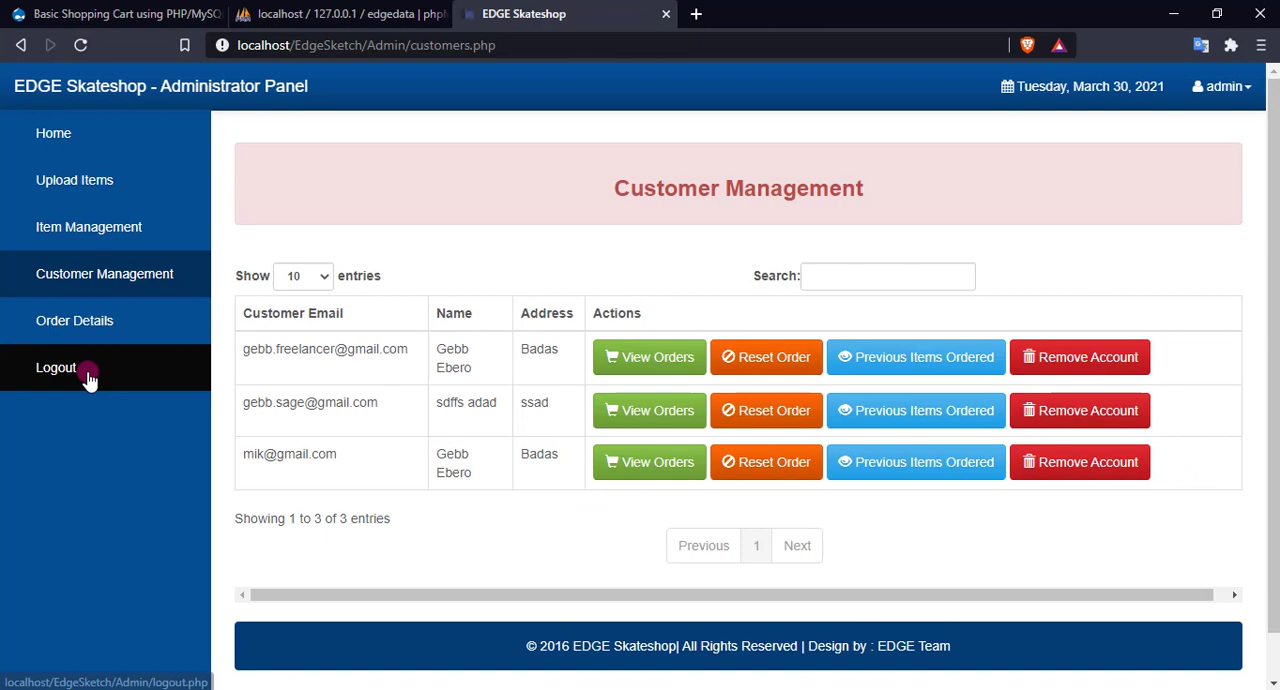 Basic Shopping Cart using PHP/MySQ
localhost / 127.0.0.1 / edgedata | php
EDGE Skateshop
localhost/EdgeSketch/Admin/customers.php
EDGE Skateshop - Administrator Panel
Tuesday, March 30, 2021
admin
Home
Upload Items
Item Management
Customer Management
Order Details
Logout
Customer Management
Show 10 entries
Search:
Customer Email Name Address Actions
gebb.freelancer@gmail.com Gebb Ebero Badas View Orders Reset Order Previous Items Ordered Remove Account
gebb.sage@gmail.com sdffs adad ssad View Orders Reset Order Previous Items Ordered Remove Account
mik@gmail.com Gebb Ebero Badas View Orders Reset Order Previous Items Ordered Remove Account
Showing 1 to 3 of 3 entries
Previous 1 Next
© 2016 EDGE Skateshop| All Rights Reserved | Design by : EDGE Team
localhost/EdgeSketch/Admin/logout.php